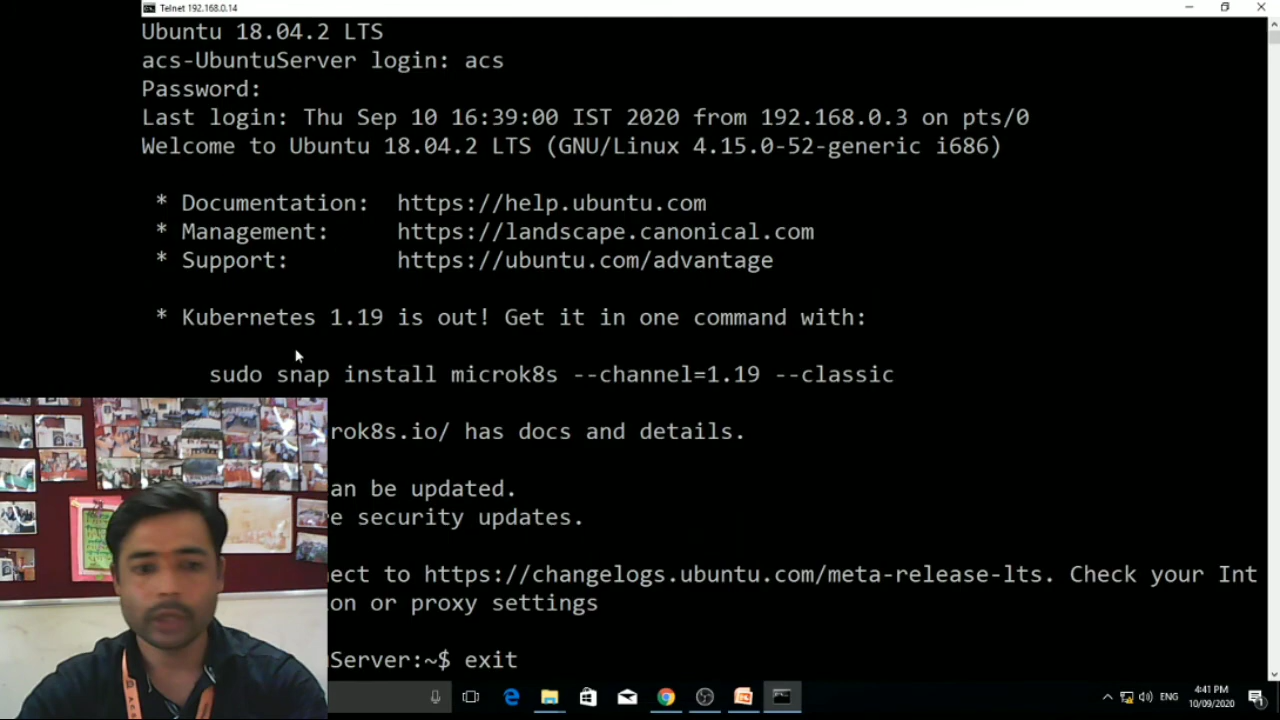 Telnet 192.168.0.14
Ubuntu 18.04.2 LTS
acs-UbuntuServer login: acs
Password:
Last login: Thu Sep 10 16:39:00 IST 2020 from 192.168.0.3 on pts/0
Welcome to Ubuntu 18.04.2 LTS (GNU/Linux 4.15.0-52-generic i686)
* Documentation: https://help.ubuntu.com
* Management: https://landscape.canonical.com
* Support: https://ubuntu.com/advantage
* Kubernetes 1.19 is out! Get it in one command with:
sudo snap install microk8s --channel=1.19 --classic
rok8s.io/ has docs and details.
an be updated.
e security updates.
ect to https://changelogs.ubuntu.com/meta-release-lts. Check your Int
on or proxy settings
Server:~$ exit
ENG
4:41 PM
10/09/2020